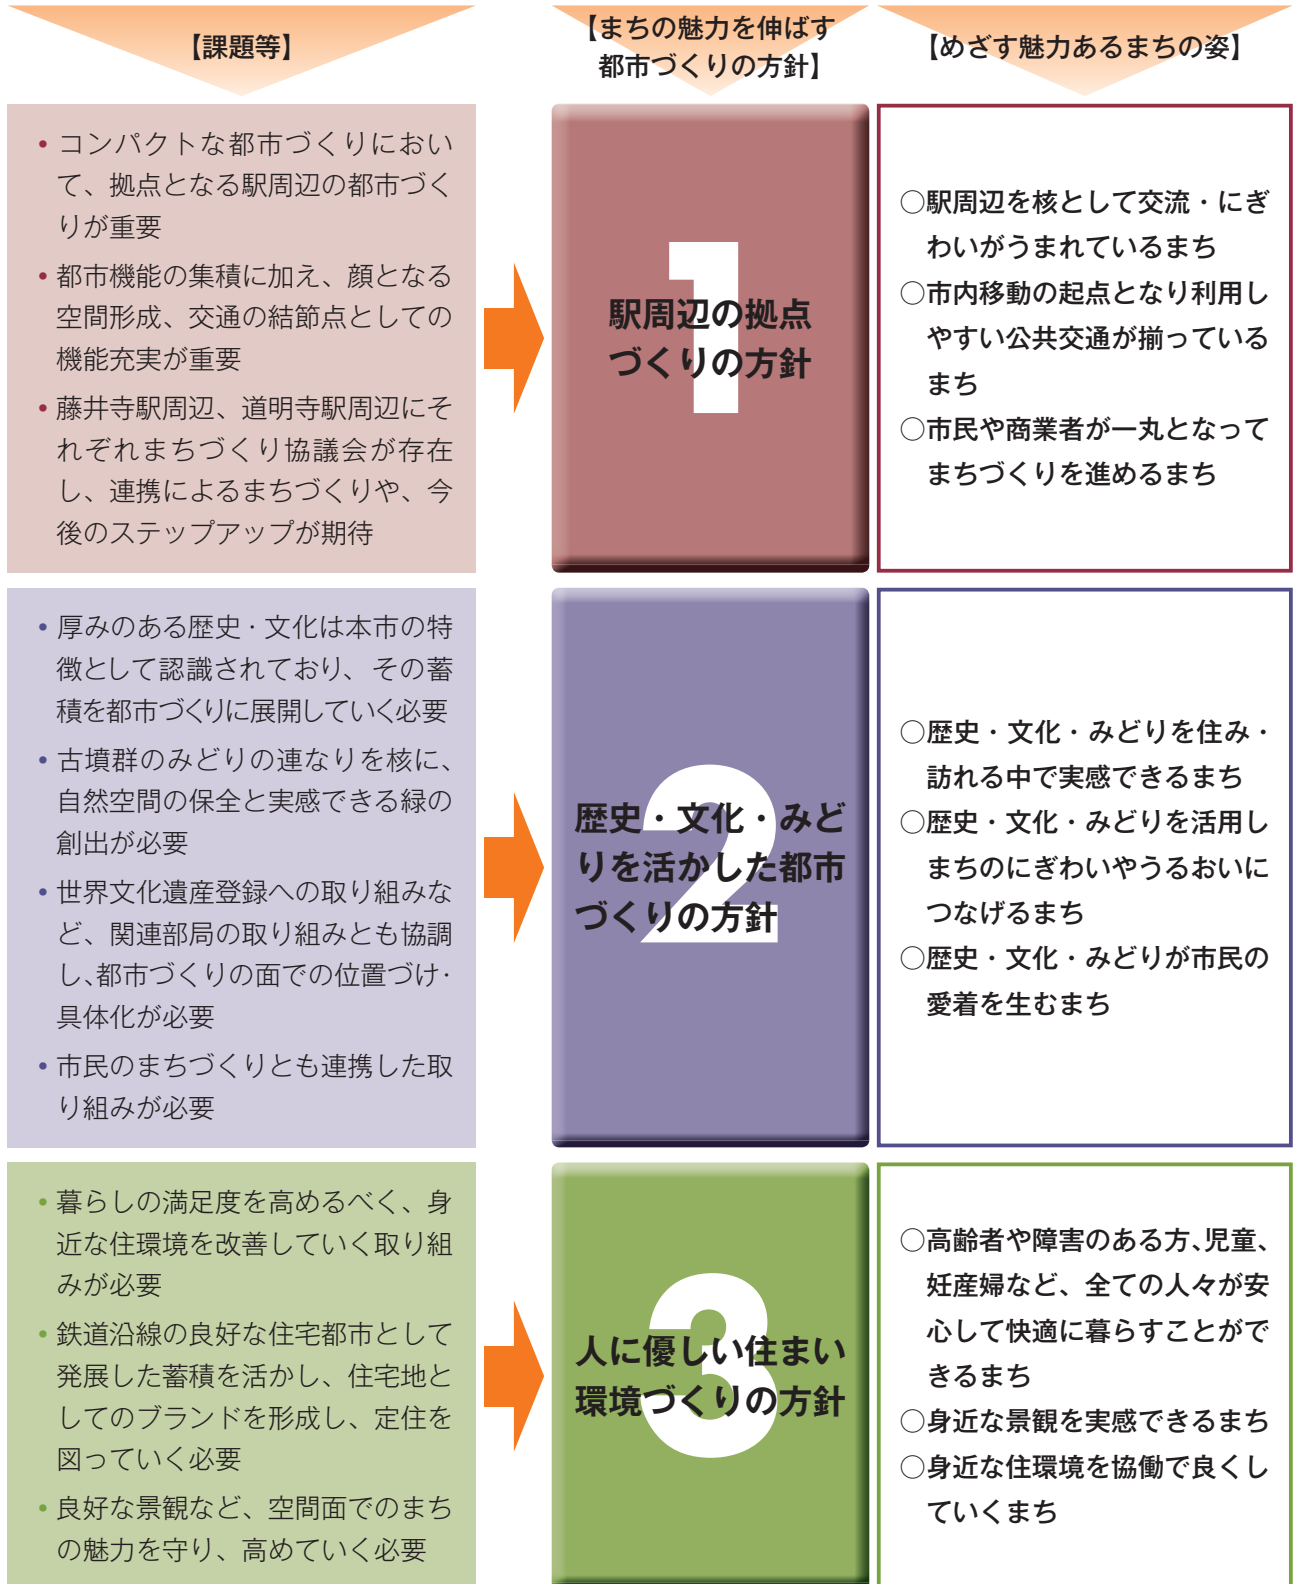 【課題等】
【まちの魅力を伸ばす
都市づくりの方針】
【めざす魅力あるまちの姿】
•コンパクトな都市づくりにおい
て、拠点となる駅周辺の都市づく
りが重要
•都市機能の集積に加え、顔となる
空間形成、交通の結節点としての
機能充実が重要
•藤井寺駅周辺、道明寺駅周辺にそ
れぞれまちづくり協議会が存在
し、連携によるまちづくりや、今
後のステップアップが期待
1
駅周辺の拠点
づくりの方針
○駅周辺を核として交流・にぎ
わいがうまれているまち
○市内移動の起点となり利用し
やすい公共交通が揃っている
まち
○市民や商業者が一丸となって
まちづくりを進めるまち
•厚みのある歴史・文化は本市の特
徴として認識されており、その蓄
積を都市づくりに展開していく必要
•古墳群のみどりの連なりを核に、
自然空間の保全と実感できる緑の
創出が必要
•世界文化遺産登録への取り組みな
ど、関連部局の取り組みとも協調
し、都市づくりの面での位置づけ・
具体化が必要
•市民のまちづくりとも連携した取
り組みが必要
2
歴史・文化・みど
りを活かした都市
づくりの方針
○歴史・文化・みどりを住み・
訪れる中で実感できるまち
○歴史・文化・みどりを活用し
まちのにぎわいやうるおいに
つなげるまち
○歴史・文化・みどりが市民の
愛着を生むまち
•暮らしの満足度を高めるべく、身
近な住環境を改善していく取り組
みが必要
•鉄道沿線の良好な住宅都市として
発展した蓄積を活かし、住宅地と
してのブランドを形成し、定住を
図っていく必要
•良好な景観など、空間面でのまち
の魅力を守り、高めていく必要
3
人に優しい住まい
環境づくりの方針
○高齢者や障害のある方、児童、
妊産婦など、全ての人々が安
心して快適に暮らすことがで
きるまち
○身近な景観を実感できるまち
○身近な住環境を協働で良くし
ていくまち